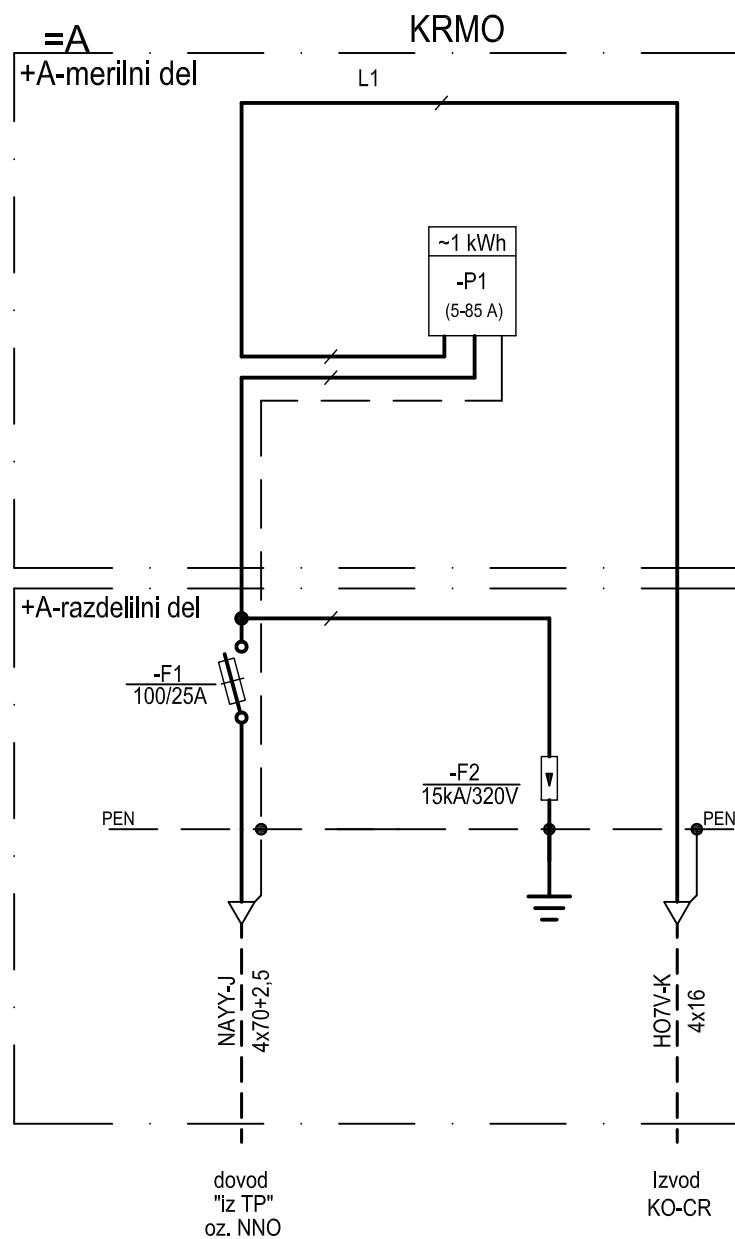 =A
KRMO
+A-merilni del
L1
~1 kWh
-P1
(5-85 A)
+A-razdelilni del
-F1
100/25A
-F2
15kA/320V
PEN
PEN
NAYY-J
4x70+2,5
HO7V-K
4x16
dovod
"iz TP"
oz. NNO
Izvod
KO-CR